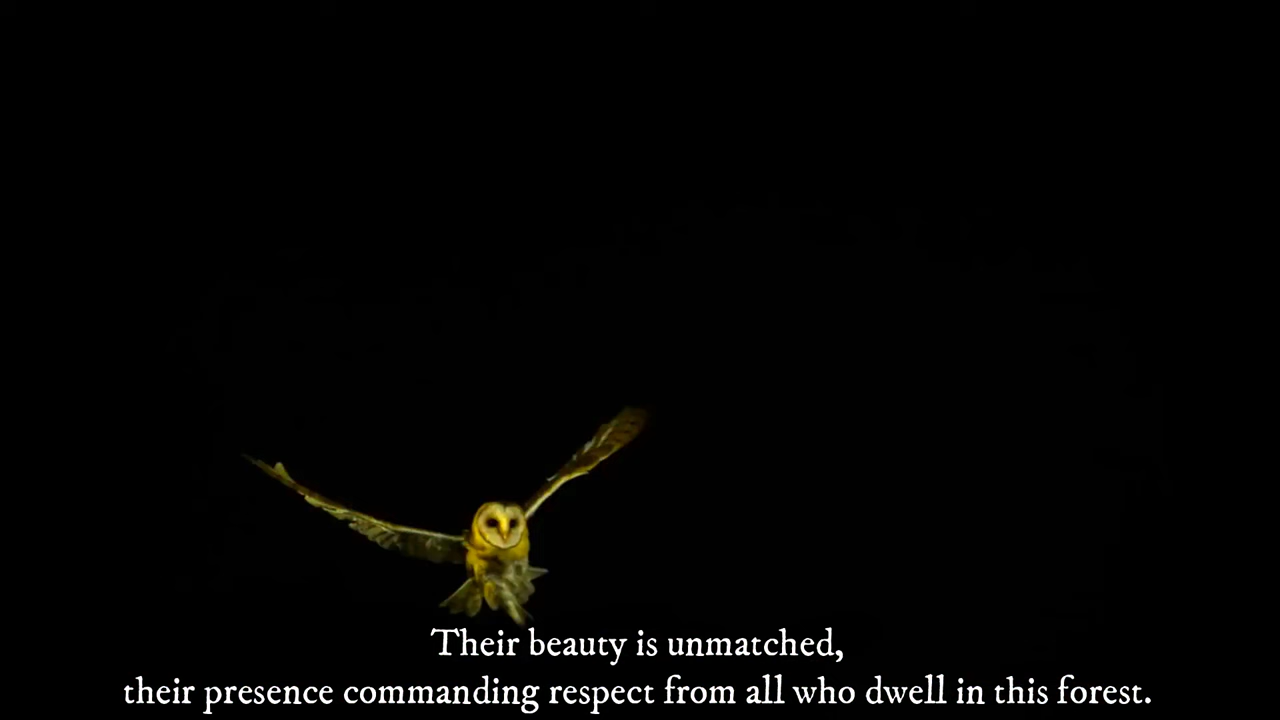 Their beauty is unmatched,
their presence commanding respect from all who dwell in this forest.